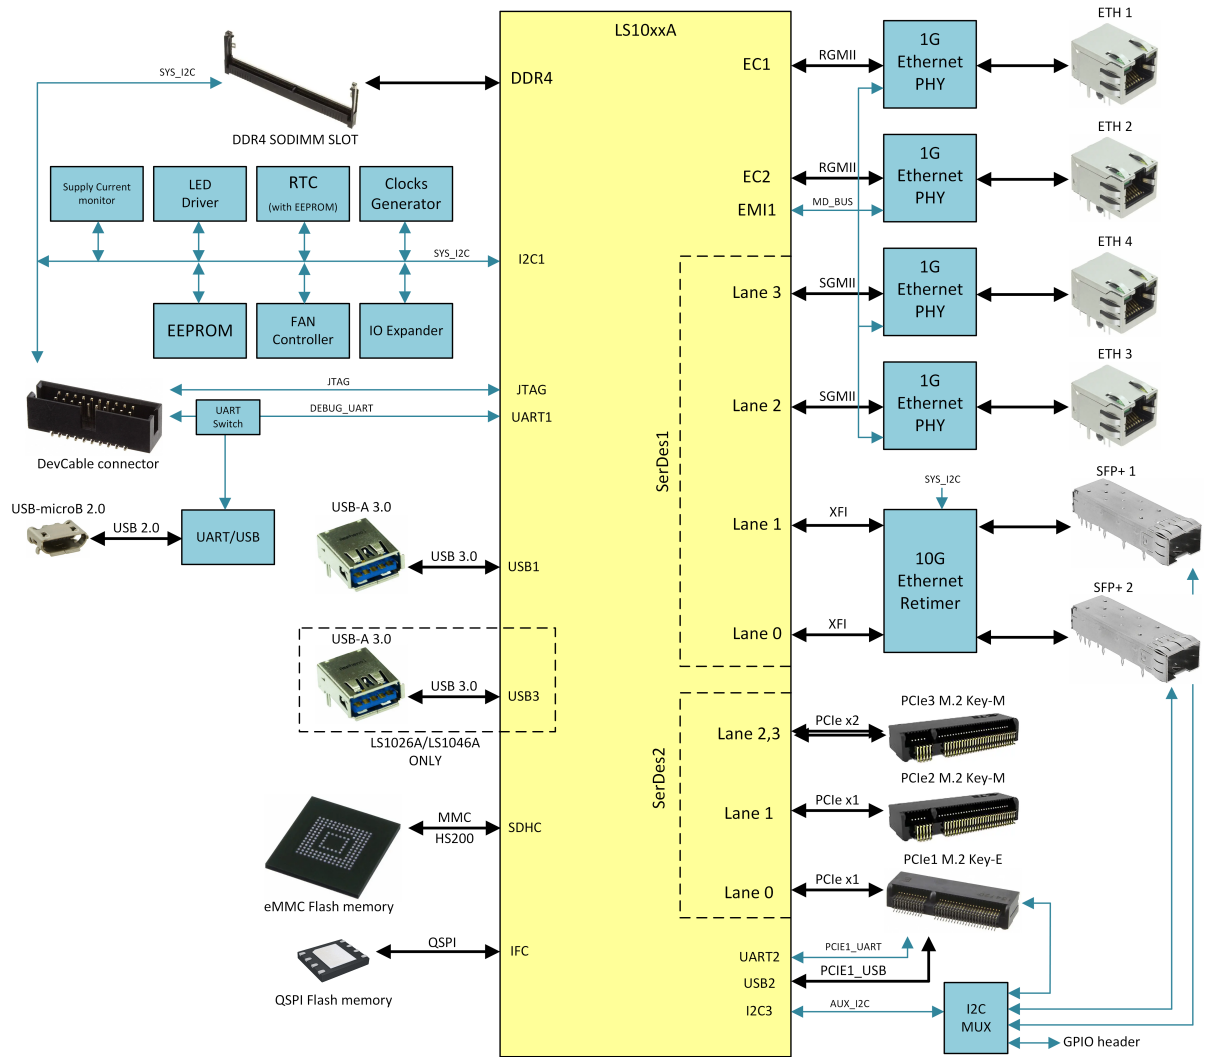 LS10xxA
ETH 1
SYS_I2C
DDR4
EC1
RGMII
1G
Ethernet
PHY
DDR4 SODIMM SLOT
ETH 2
Supply Current
monitor
LED
Driver
RTC
(with EEPROM)
Clocks
Generator
EC2
RGMII
1G
Ethernet
PHY
EMI1
MD_BUS
SYS_I2C
I2C1
ETH 4
Lane 3
SGMII
1G
Ethernet
PHY
EEPROM
FAN
Controller
IO Expander
ETH 3
JTAG
JTAG
UART
Switch
DEBUG_UART
UART1
Lane 2
SGMII
1G
Ethernet
PHY
DevCable connector
SerDes1
SFP+ 1
SYS_I2C
USB-microB 2.0
USB 2.0
UART/USB
USB-A 3.0
USB 3.0
USB1
Lane 1
XFI
10G
Ethernet
Retimer
SFP+ 2
Lane 0
XFI
USB-A 3.0
USB 3.0
USB3
LS1026A/LS1046A
ONLY
PCIe3 M.2 Key-M
Lane 2,3
PCIe x2
SerDes2
PCIe2 M.2 Key-M
Lane 1
PCIe x1
MMC
HS200
SDHC
eMMC Flash memory
PCIe1 M.2 Key-E
Lane 0
PCIe x1
QSPI
IFC
QSPI Flash memory
UART2
PCIE1_UART
USB2
PCIE1_USB
I2C3
AUX_I2C
I2C
MUX
GPIO header